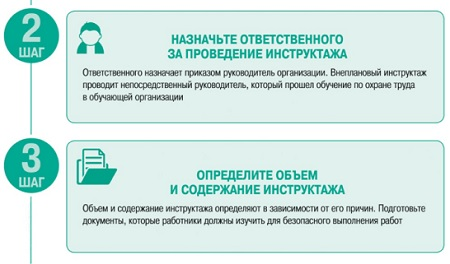 2
ШАГ
НАЗНАЧЬТЕ ОТВЕТСТВЕННОГО
ЗА ПРОВЕДЕНИЕ ИНСТРУКТАЖА
Ответственного назначает приказом руководитель организации. Внеплановый инструктаж
проводит непосредственный руководитель, который прошел обучение по охране труда
в обучающей организации
3
ШАГ
ОПРЕДЕЛИТЕ ОБЪЕМ
И СОДЕРЖАНИЕ ИНСТРУКТАЖА
Объем и содержание инструктажа определяют в зависимости от его причин. Подготовьте
документы, которые работники должны изучить для безопасного выполнения работ